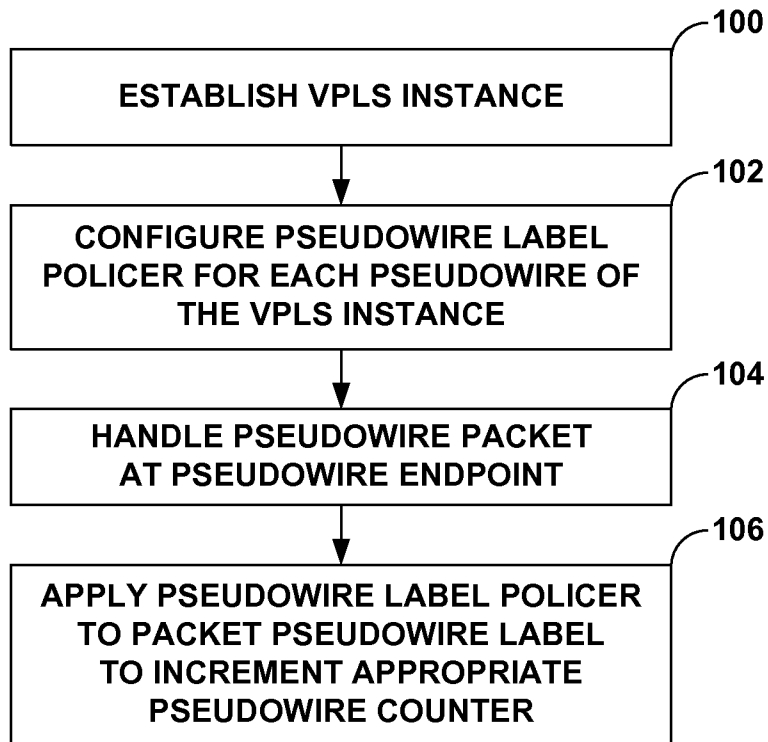 100
ESTABLISH VPLS INSTANCE
102
CONFIGURE PSEUDOWIRE LABEL
POLICER FOR EACH PSEUDOWIRE OF
THE VPLS INSTANCE
104
HANDLE PSEUDOWIRE PACKET
AT PSEUDOWIRE ENDPOINT
106
APPLY PSEUDOWIRE LABEL POLICER
TO PACKET PSEUDOWIRE LABEL
TO INCREMENT APPROPRIATE
PSEUDOWIRE COUNTER